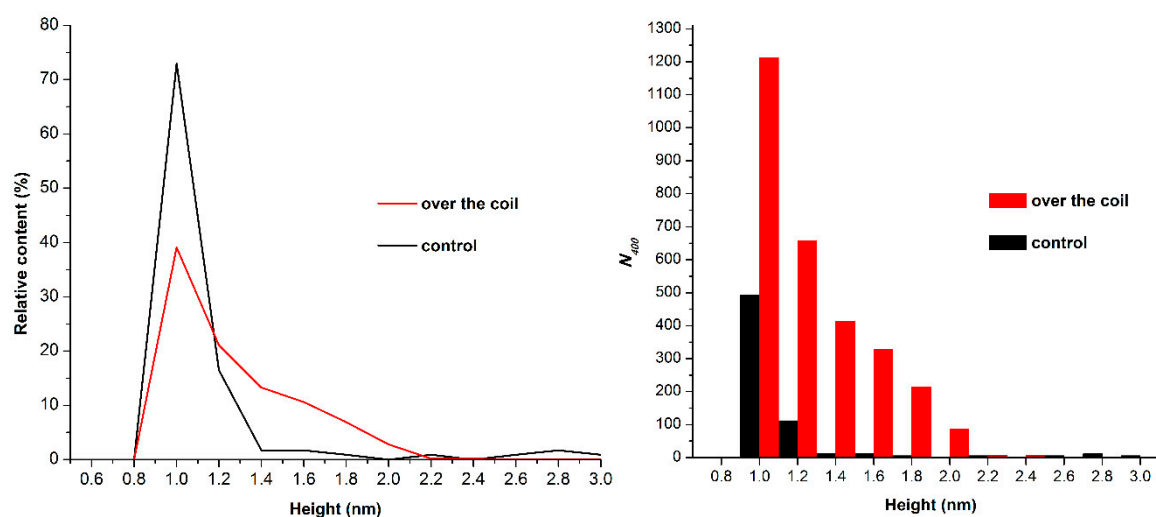 80
70
60
50
40
30
20
10
0
Relative content (%)
over the coil
control
0.6 0.8 1.0 1.2 1.4 1.6 1.8 2.0 2.2 2.4 2.6 2.8 3.0
Height (nm)
1300
1200
1100
1000
900
800
700
600
500
400
300
200
100
0
N400
over the coil
control
0.8 1.0 1.2 1.4 1.6 1.8 2.0 2.2 2.4 2.6 2.8 3.0
Height (nm)